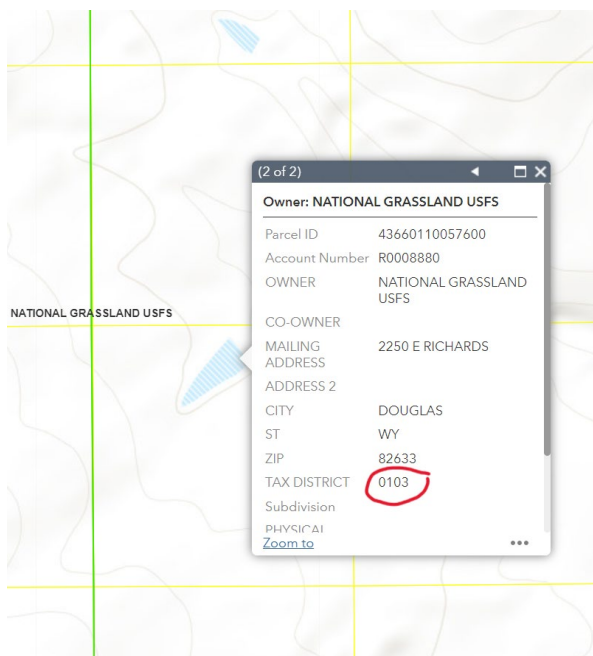 (2 of 2)
Owner: NATIONAL GRASSLAND USFS
Parcel ID 43660110057600
Account Number R0008880
OWNER NATIONAL GRASSLAND
USFS
CO-OWNER
MAILING 2250 E RICHARDS
ADDRESS
ADDRESS 2
CITY DOUGLAS
ST WY
ZIP 82633
TAX DISTRICT 0103
Subdivision
PHYSICAL
Zoom to
NATIONAL GRASSLAND USFS